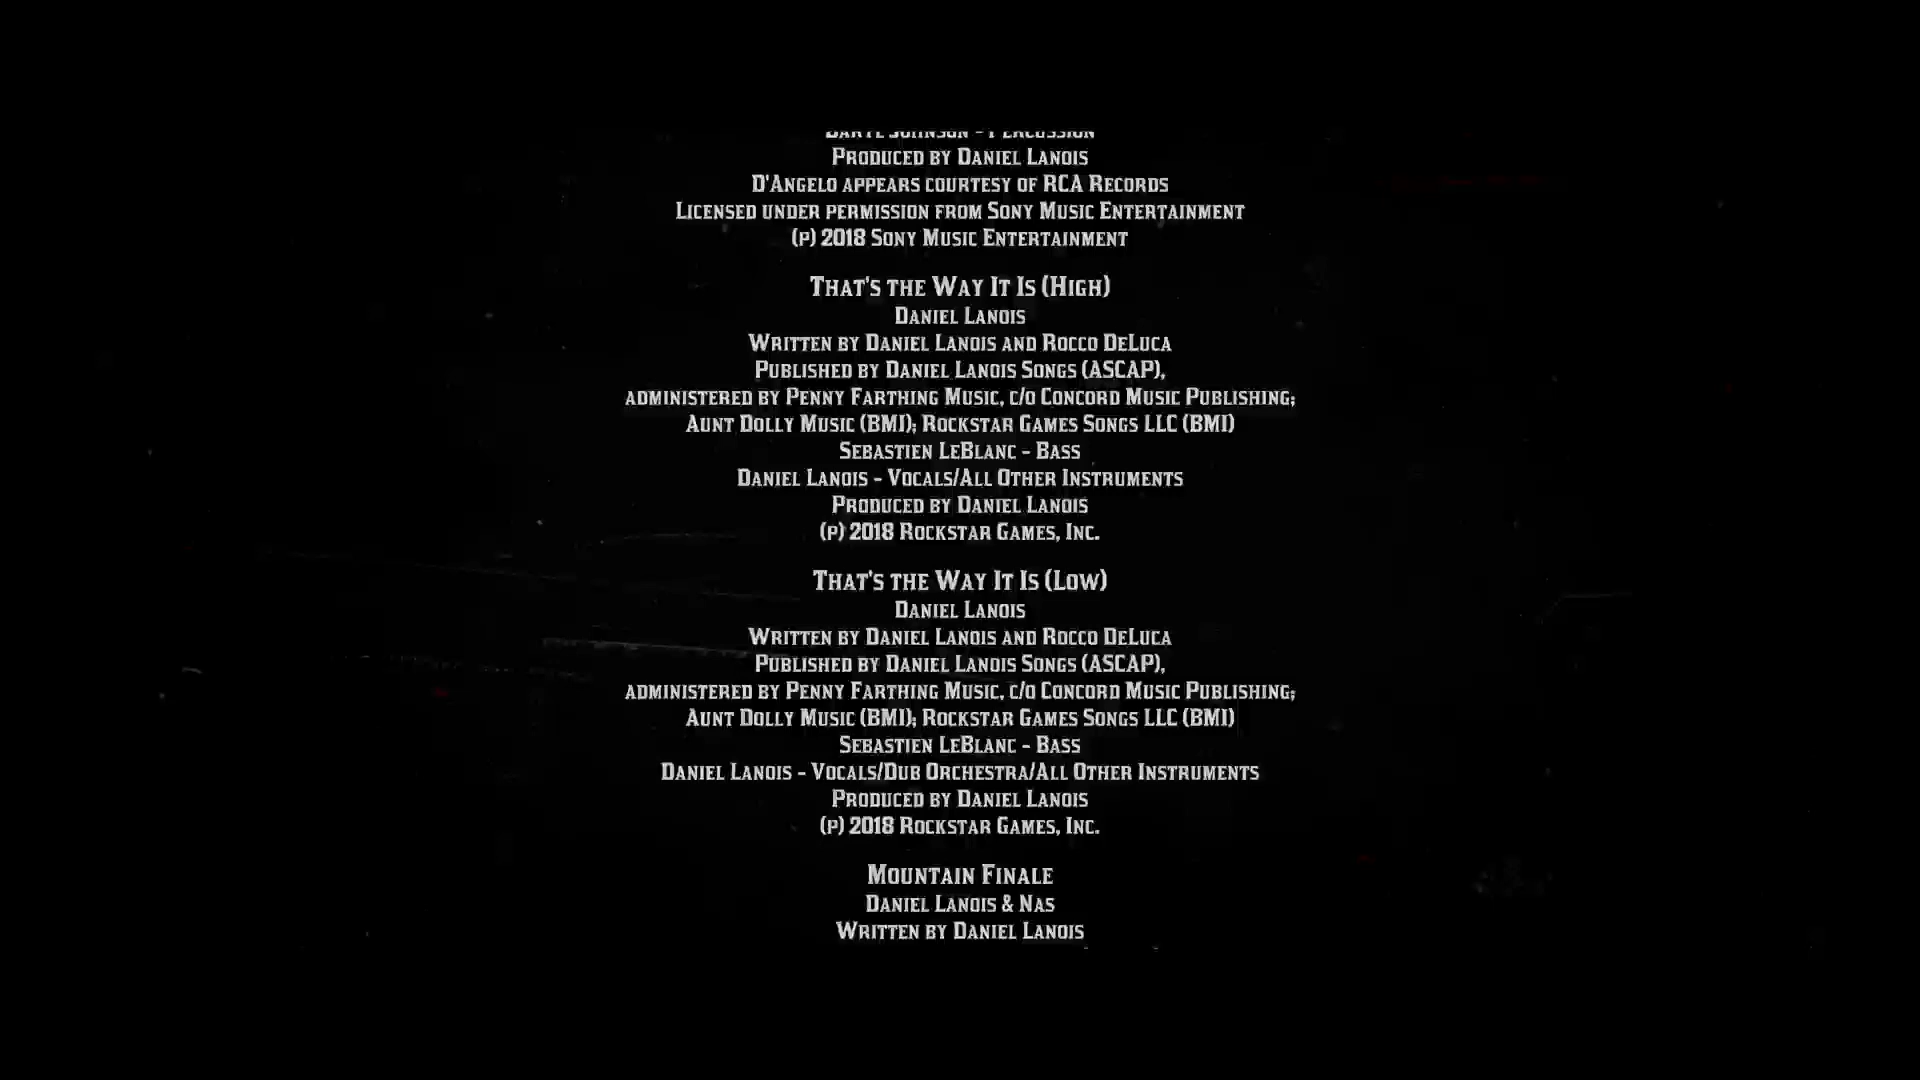 Daryl Johnson - Percussion
Produced by Daniel Lanois
D'Angelo appears courtesy of RCA Records
Licensed under permission from Sony Music Entertainment
(P) 2018 Sony Music Entertainment
That's the Way It Is (High)
Daniel Lanois
Written by Daniel Lanois and Rocco DeLuca
Published by Daniel Lanois Songs (ASCAP),
administered by Penny Farthing Music, c/o Concord Music Publishing;
Aunt Dolly Music (BMI); Rockstar Games Songs LLC (BMI)
Sebastien LeBlanc - Bass
Daniel Lanois - Vocals/All Other Instruments
Produced by Daniel Lanois
(P) 2018 Rockstar Games, Inc.
That's the Way It Is (Low)
Daniel Lanois
Written by Daniel Lanois and Rocco DeLuca
Published by Daniel Lanois Songs (ASCAP),
administered by Penny Farthing Music, c/o Concord Music Publishing;
Aunt Dolly Music (BMI); Rockstar Games Songs LLC (BMI)
Sebastien LeBlanc - Bass
Daniel Lanois - Vocals/Dub Orchestra/All Other Instruments
Produced by Daniel Lanois
(P) 2018 Rockstar Games, Inc.
Mountain Finale
Daniel Lanois & Nas
Written by Daniel Lanois